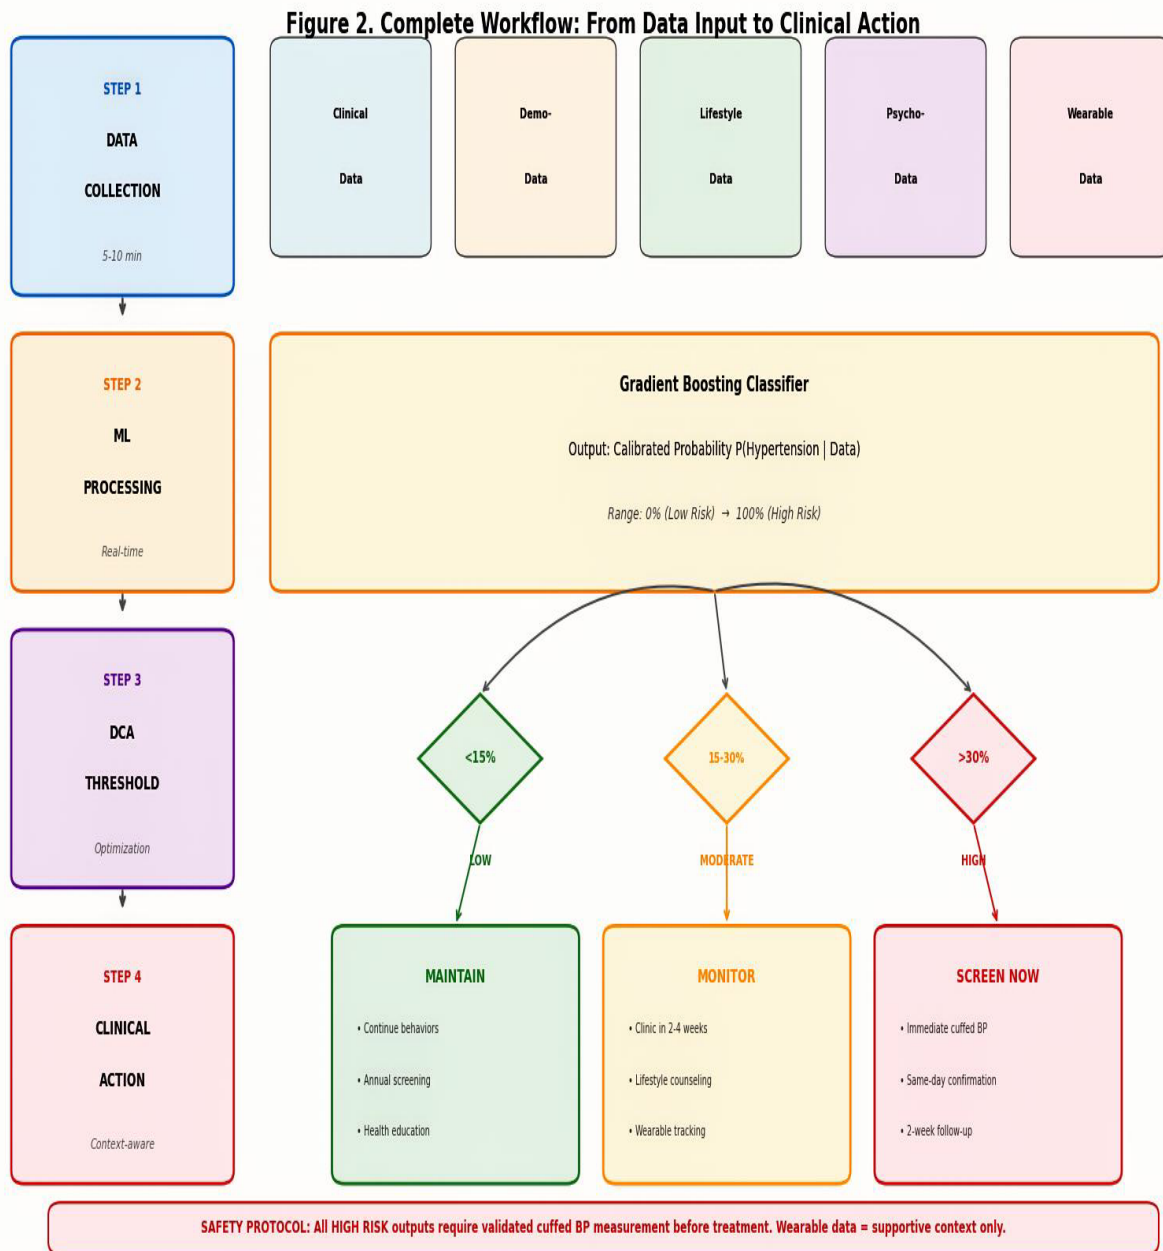 Figure 2. Complete Workflow: From Data Input to Clinical Action
STEP 1
DATA
COLLECTION
5-10 min
Clinical
Data
Demo-
Data
Lifestyle
Data
Psycho-
Data
Wearable
Data
STEP 2
ML
PROCESSING
Real-time
Gradient Boosting Classifier
Output: Calibrated Probability P(Hypertension | Data)
Range: 0% (Low Risk) → 100% (High Risk)
STEP 3
DCA
THRESHOLD
Optimization
<15%
15-30%
>30%
LOW
MODERATE
HIGH
STEP 4
CLINICAL
ACTION
Context-aware
MAINTAIN
• Continue behaviors
• Annual screening
• Health education
MONITOR
• Clinic in 2-4 weeks
• Lifestyle counseling
• Wearable tracking
SCREEN NOW
• Immediate cuffed BP
• Same-day confirmation
• 2-week follow-up
SAFETY PROTOCOL: All HIGH RISK outputs require validated cuffed BP measurement before treatment. Wearable data = supportive context only.